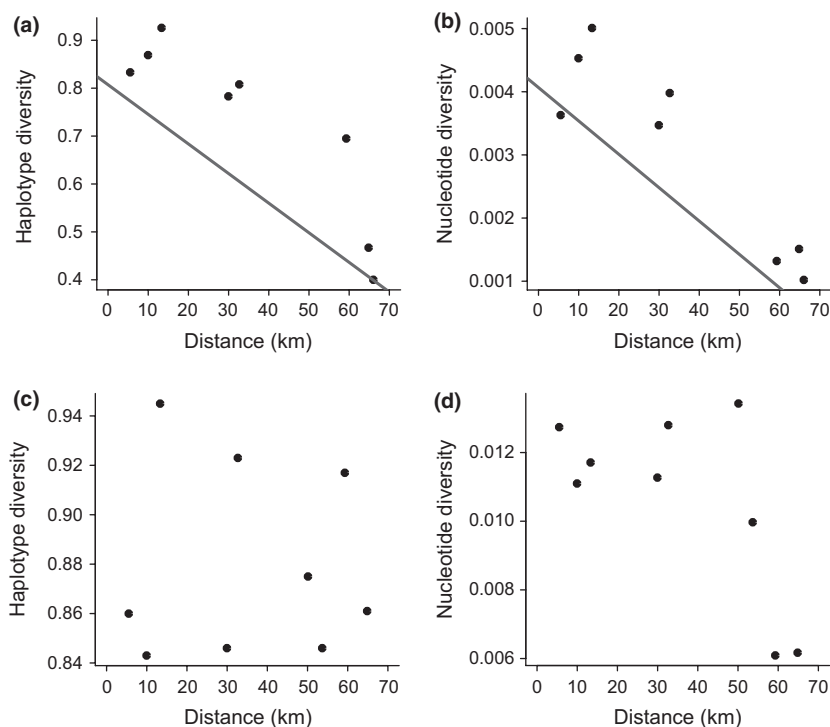 (a)
0.9
0.8
0.7
0.6
0.5
0.4
Haplotype diversity
0 10 20 30 40 50 60 70
Distance (km)
(b)
0.005
0.004
0.003
0.002
0.001
Nucleotide diversity
0 10 20 30 40 50 60 70
Distance (km)
(c)
0.94
0.92
0.90
0.88
0.86
0.84
Haplotype diversity
0 10 20 30 40 50 60 70
Distance (km)
(d)
0.012
0.010
0.008
0.006
Nucleotide diversity
0 10 20 30 40 50 60 70
Distance (km)